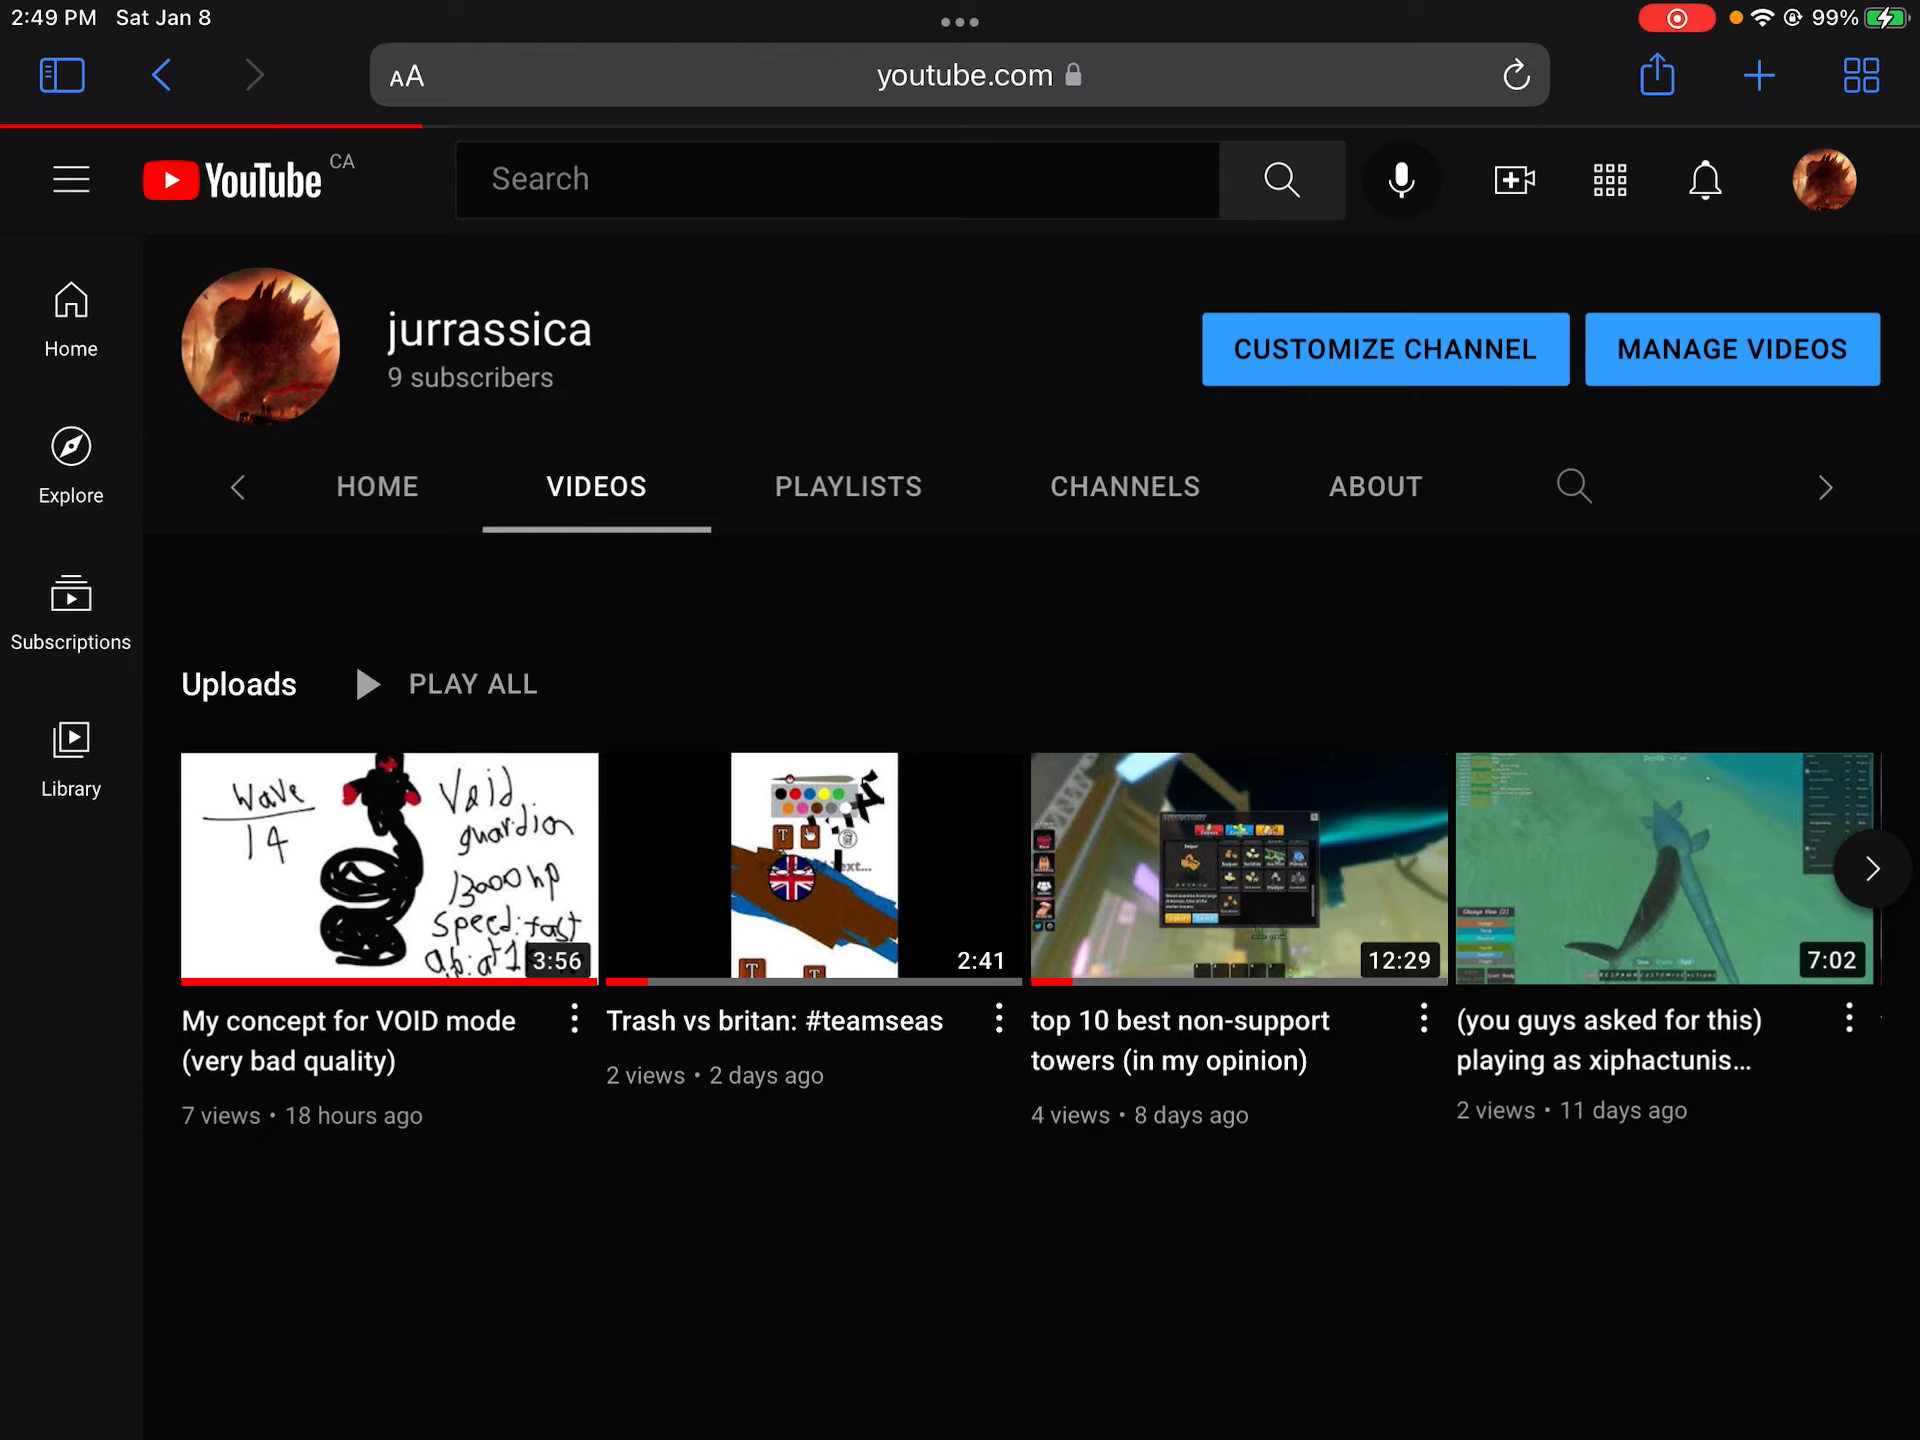 2:49 PM Sat Jan 8
99%
AA
youtube.com
YouTube CA
Search
Home
Explore
Subscriptions
Library
jurrassica
9 subscribers
CUSTOMIZE CHANNEL
MANAGE VIDEOS
HOME
VIDEOS
PLAYLISTS
CHANNELS
ABOUT
Uploads
PLAY ALL
Wave
14
Void
guardian
13000 hp
speed: fast
3:56
T
T
T
2:41
12:29
7:02
My concept for VOID mode
(very bad quality)
7 views • 18 hours ago
Trash vs britan: #teamseas
2 views • 2 days ago
top 10 best non-support
towers (in my opinion)
4 views • 8 days ago
(you guys asked for this)
playing as xiphactunis...
2 views • 11 days ago